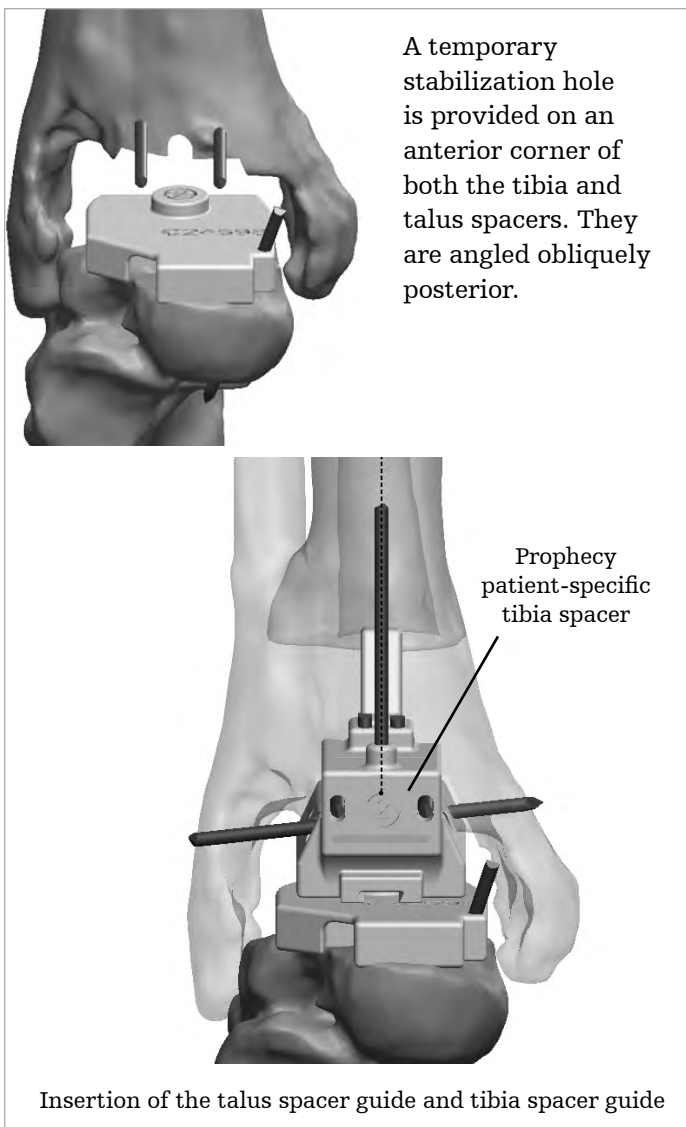 A temporary
stabilization hole
is provided on an
anterior corner of
both the tibia and
talus spacers. They
are angled obliquely
posterior.
Prophecy
patient-specific
tibia spacer
Insertion of the talus spacer guide and tibia spacer guide